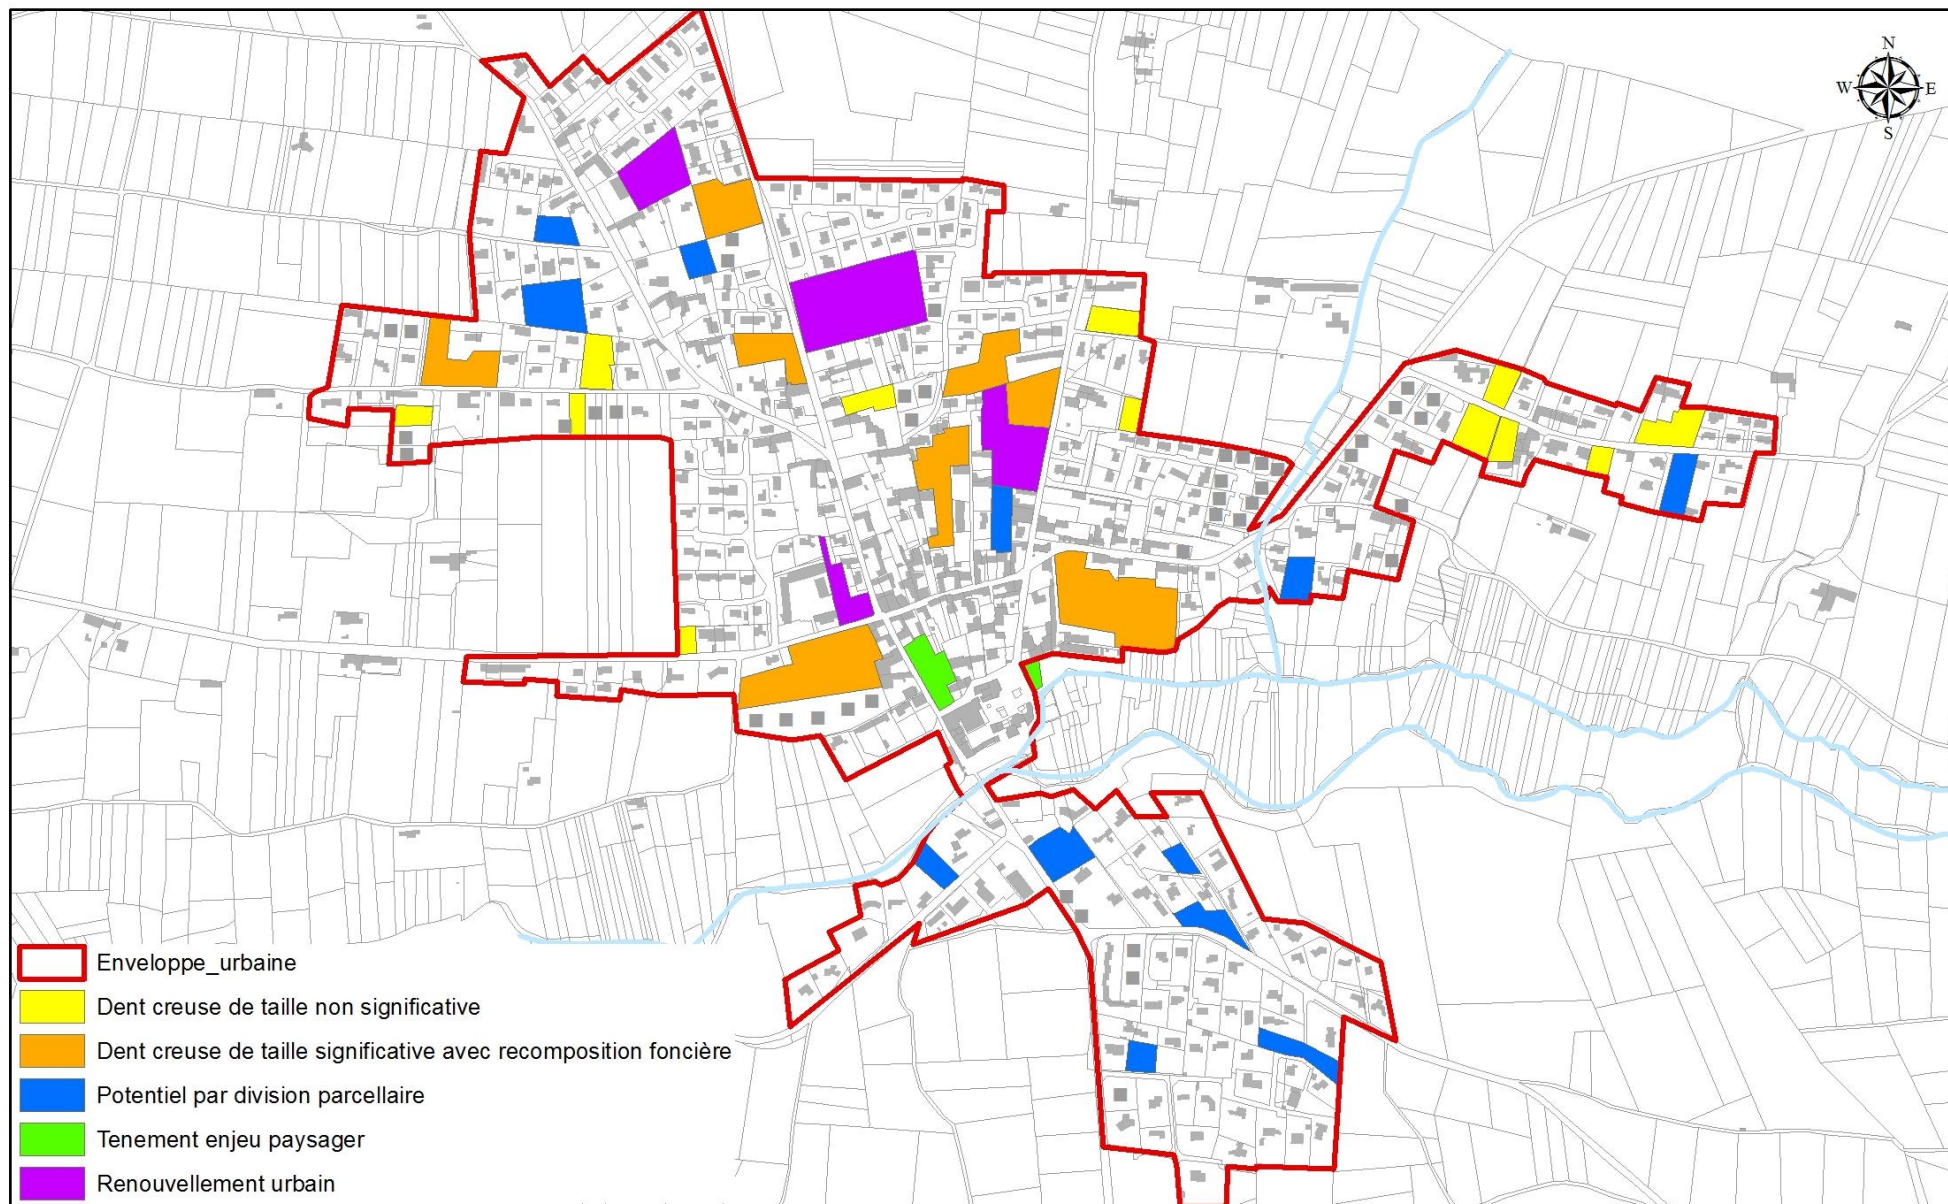 N
W E
S
Enveloppe_urbaine
Dent creuse de taille non significative
Dent creuse de taille significative avec recomposition foncière
Potentiel par division parcellaire
Tenement enjeu paysager
Renouvellement urbain